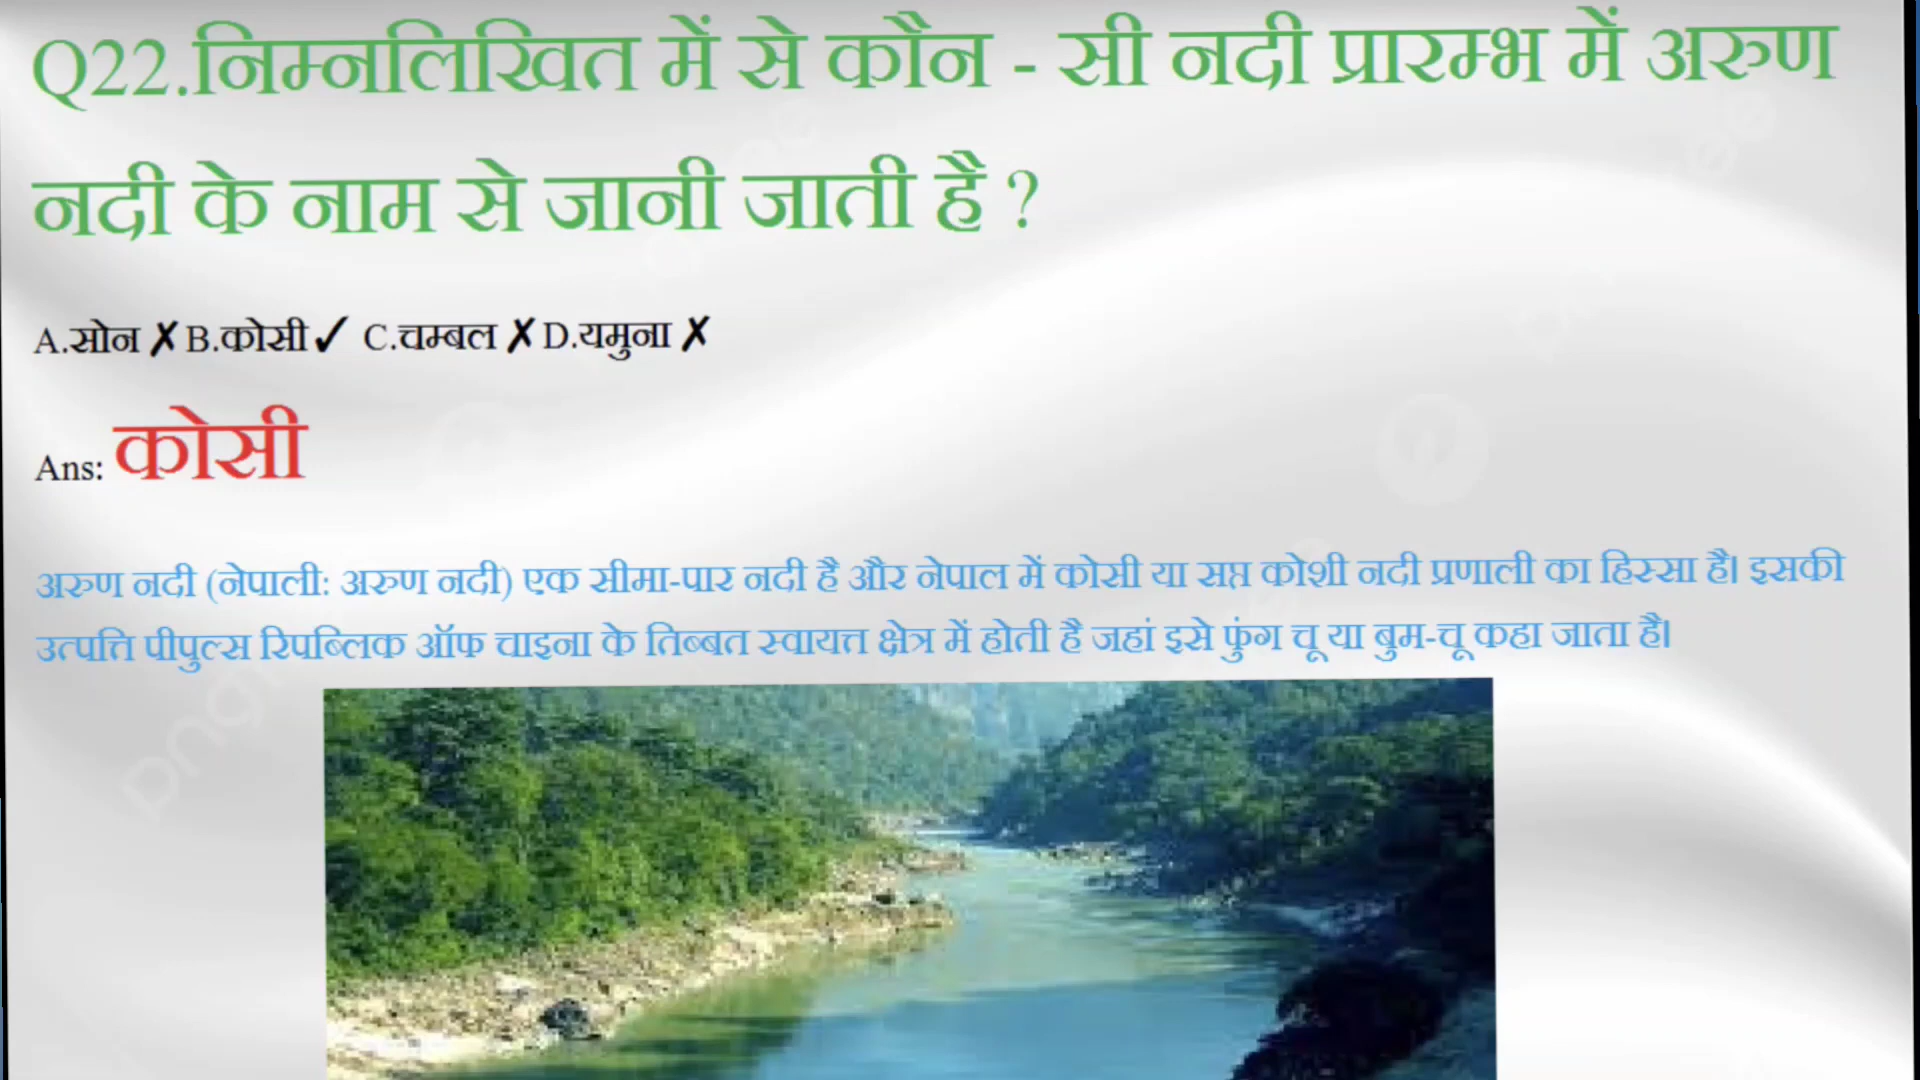 Q22.निम्नलिखित में से कौन - सी नदी प्रारम्भ में अरुण
नदी के नाम से जानी जाती है ?
A.सोन ✗ B.कोसी✓ C.चम्बल ✗ D.यमुना ✗
Ans: कोसी
अरुण नदी (नेपाली: अरुण नदी) एक सीमा-पार नदी है और नेपाल में कोसी या सप्त कोशी नदी प्रणाली का हिस्सा है। इसकी
उत्पत्ति पीपुल्स रिपब्लिक ऑफ चाइना के तिब्बत स्वायत्त क्षेत्र में होती है जहां इसे फुंग चू या बुम-चू कहा जाता है।